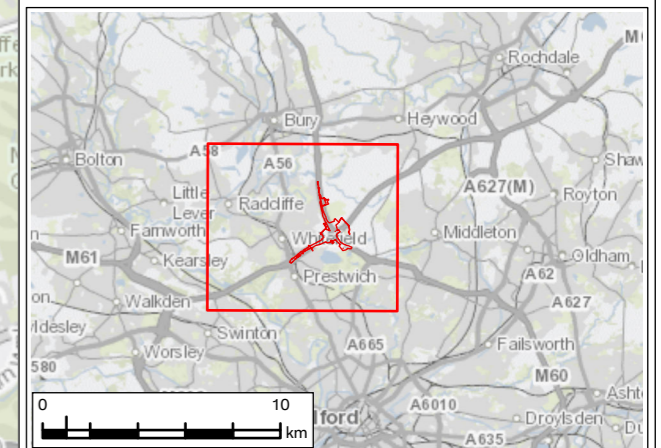 Rochdale
Bury
Heywood
Bolton
A58
A56
Shaw
A627(M)
Little
Lever
Radcliffe
Royton
Farnworth
Whitefield
Middleton
M61
Kearsley
Oldham
Prestwich
A62
Walkden
A627
Swinton
A665
Failsworth
Worsley
580
M60
0
10
km
A6010
Droylsden
A635